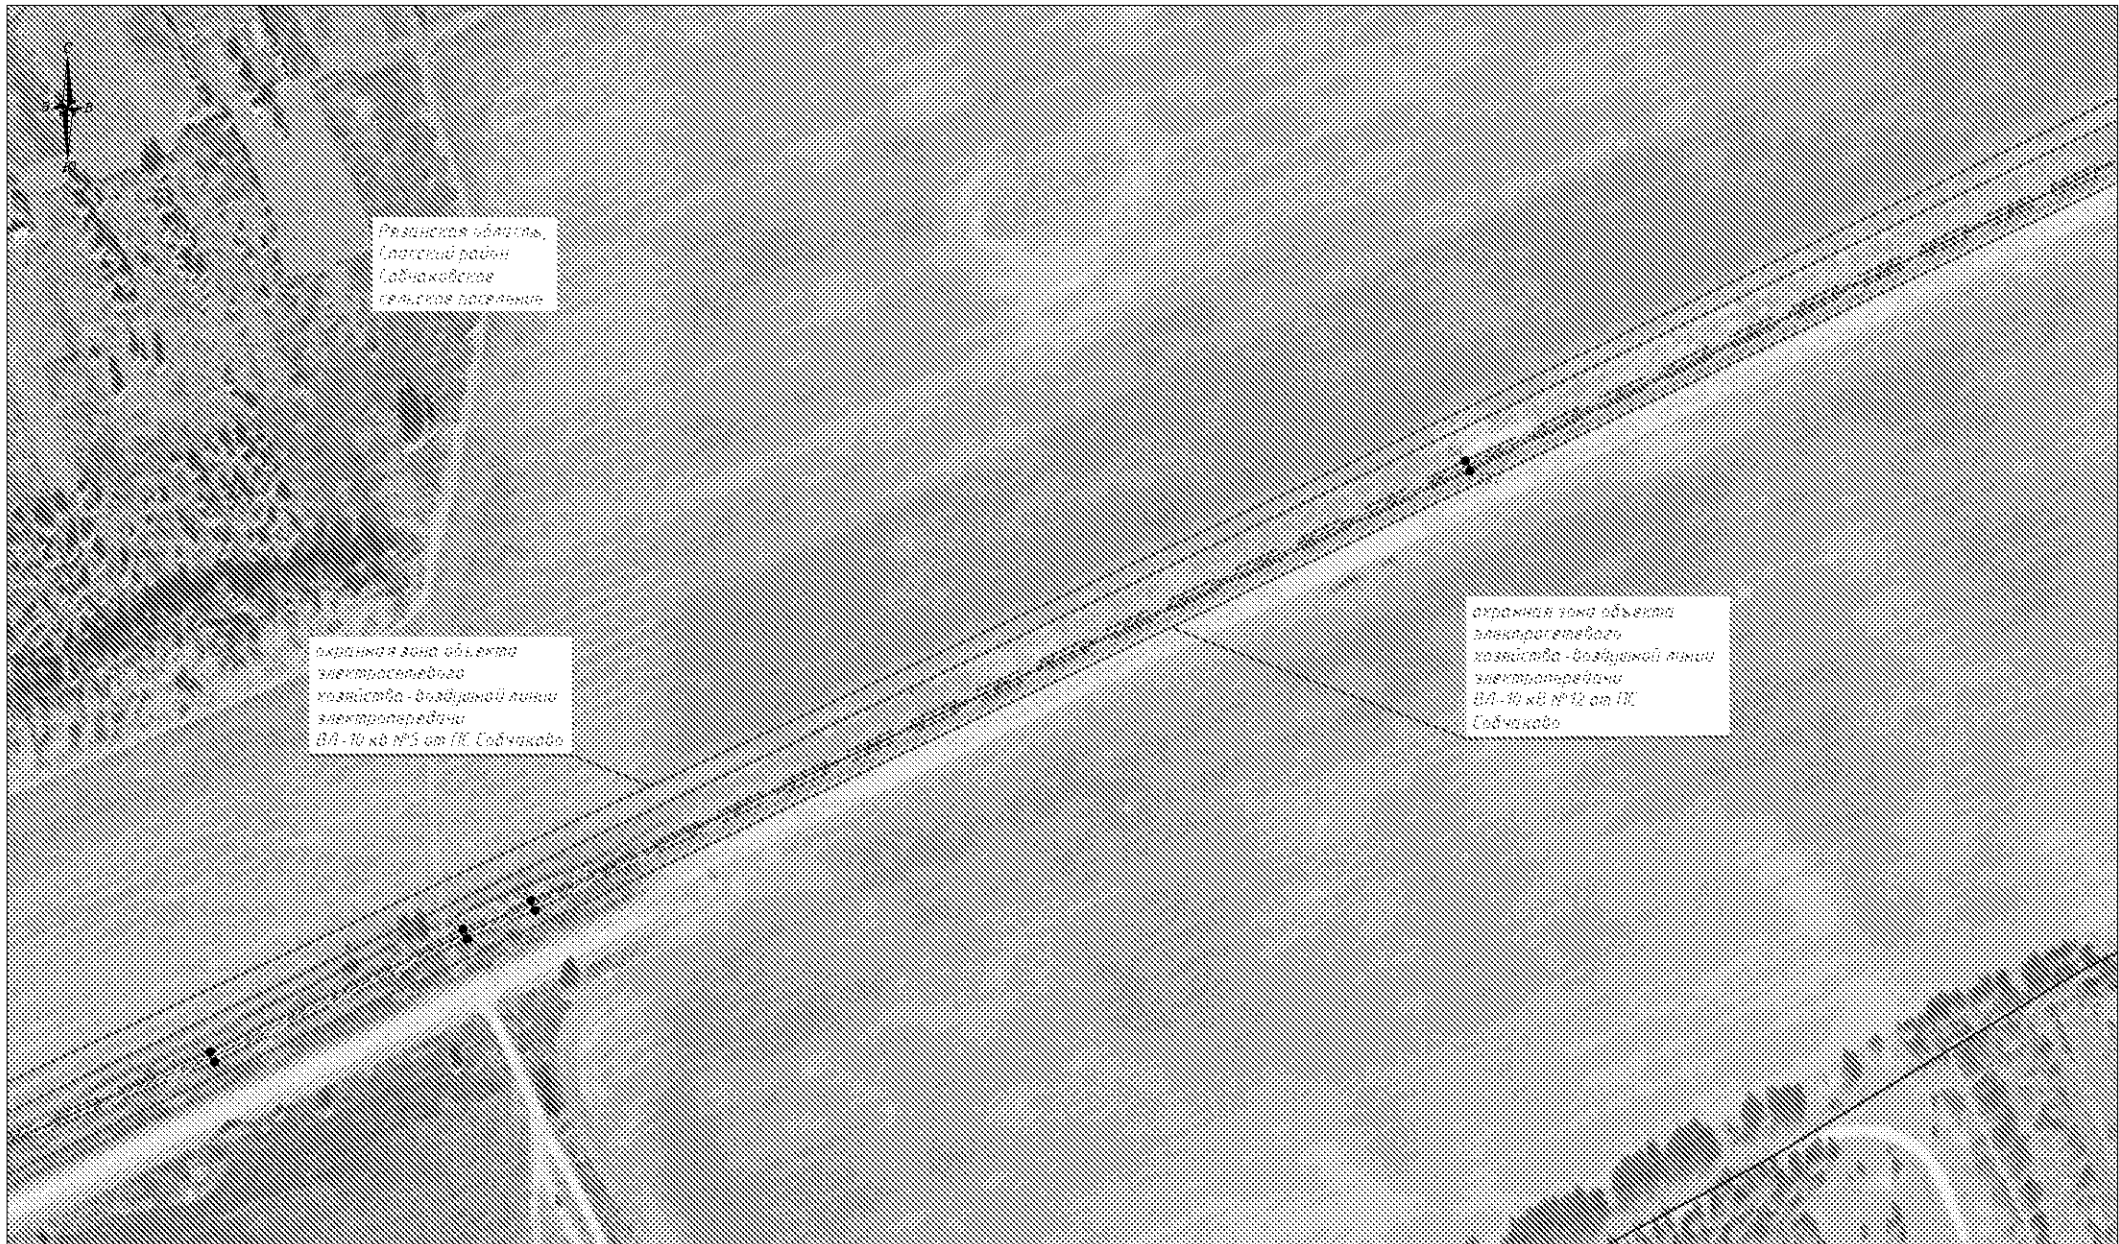 С
З В
Ю
Рязанская область,
Спасский район
Собчаковское
сельское поселение
охранная зона объекта
электросетевого
хозяйства - воздушной линии
электропередачи
ВЛ-10 кВ №5 от ПС Собчаково
охранная зона объекта
электросетевого
хозяйства - воздушной линии
электропередачи
ВЛ-10 кВ №12 от ПС
Собчаково